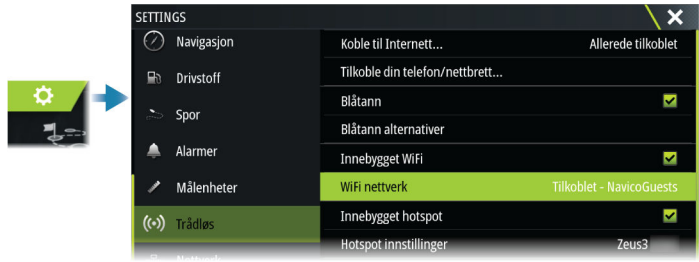 SETTINGS
Navigasjon
Drivstoff
Spor
Alarmer
Målenheter
Trådløs
Koble til Internett... Allerede tilkoblet
Tilkoble din telefon/nettbrett...
Blåtann
Blåtann alternativer
Innebygget WiFi
WiFi nettverk Tilkoblet - NavicoGuests
Innebygget hotspot
Hotspot innstillinger Zeus3